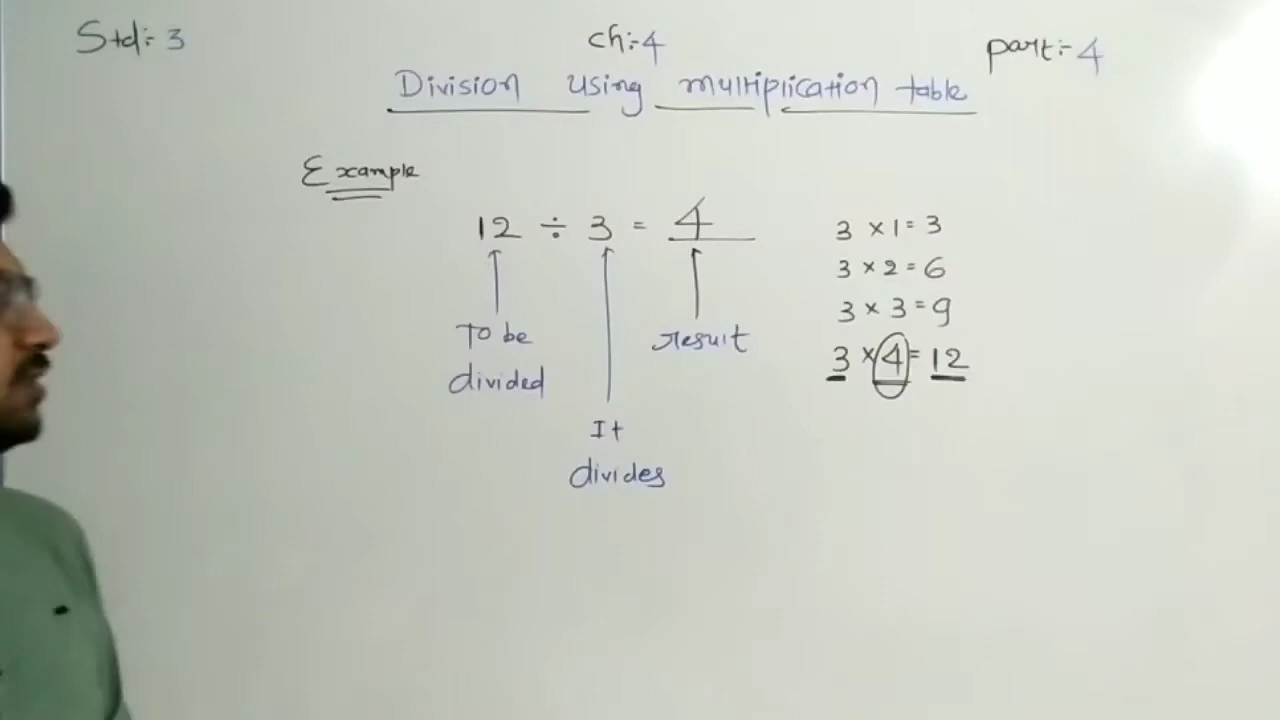 Std:- 3
ch:-4
part:- 4
Division using multiplication table
Example
12 ÷ 3 = 4
To be
divided
It
divides
result
3 × 1 = 3
3 × 2 = 6
3 × 3 = 9
3 × 4 = 12